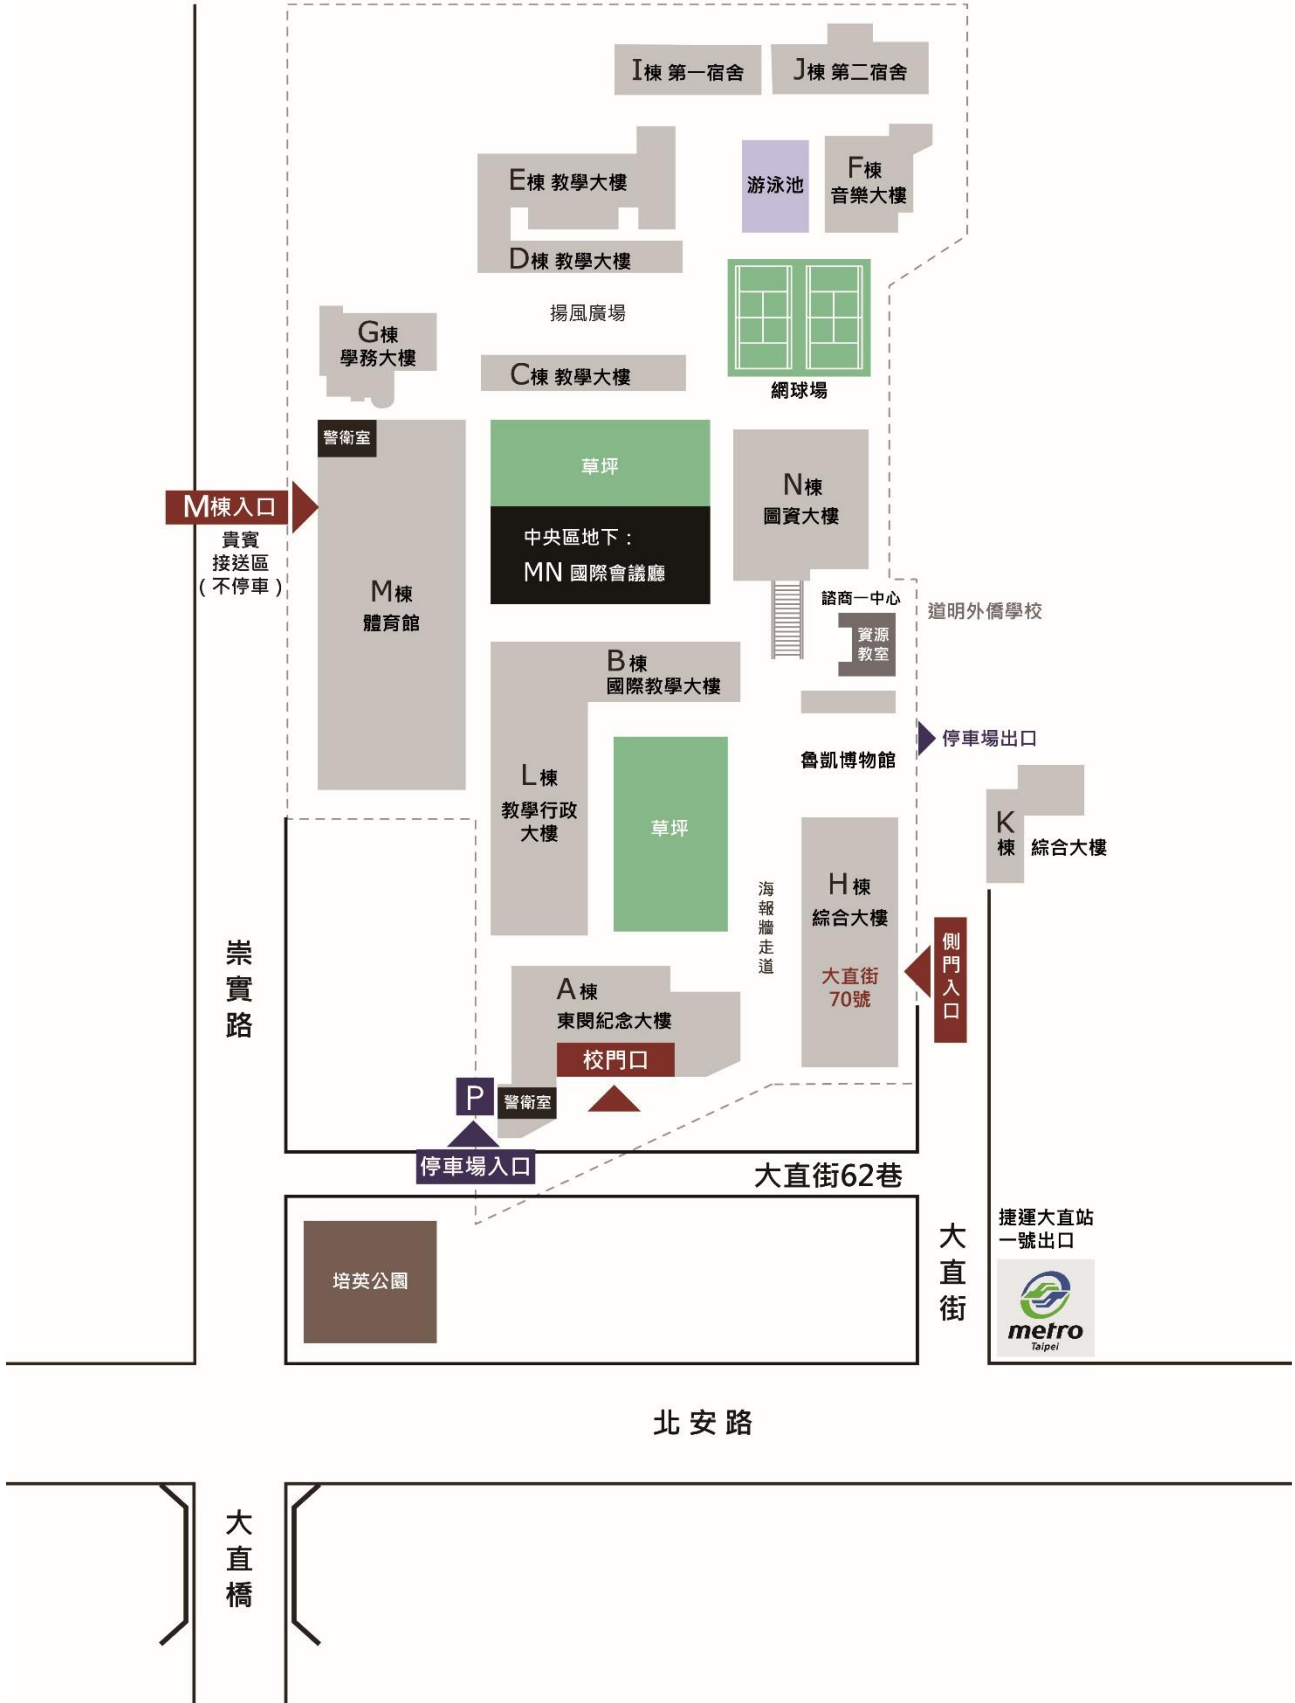 I棟 第一宿舍
J棟 第二宿舍
E棟 教學大樓
游泳池
F棟
音樂大樓
D棟 教學大樓
揚風廣場
G棟
學務大樓
C棟 教學大樓
網球場
警衛室
草坪
N棟
圖資大樓
M棟入口
貴賓
接送區
(不停車)
中央區地下：
MN 國際會議廳
M棟
體育館
諮商一中心
資源
教室
道明外僑學校
B棟
國際教學大樓
停車場出口
魯凱博物館
L棟
教學行政
大樓
草坪
K
棟 綜合大樓
H棟
綜合大樓
海報牆走道
側門入口
大直街
70號
崇實路
A棟
東閔紀念大樓
校門口
P
警衛室
停車場入口
大直街62巷
捷運大直站
一號出口
大直街
培英公園
metro
Taipei
北安路
大直橋